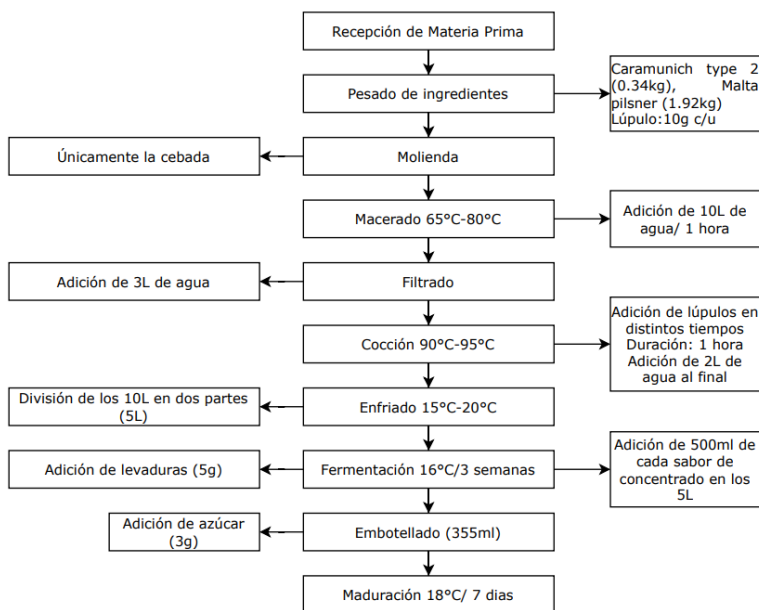 Recepción de Materia Prima
Pesado de ingredientes
Caramunich type 2
(0.34kg), Malta
pilsner (1.92kg)
Lúpulo:10g c/u
Únicamente la cebada
Molienda
Macerado 65°C-80°C
Adición de 10L de
agua/ 1 hora
Adición de 3L de agua
Filtrado
Cocción 90°C-95°C
Adición de lúpulos en
distintos tiempos
Duración: 1 hora
Adición de 2L de
agua al final
División de los 10L en dos partes
(5L)
Enfriado 15°C-20°C
Adición de levaduras (5g)
Fermentación 16°C/3 semanas
Adición de 500ml de
cada sabor de
concentrado en los
5L
Adición de azúcar
(3g)
Embotellado (355ml)
Maduración 18°C/ 7 dias